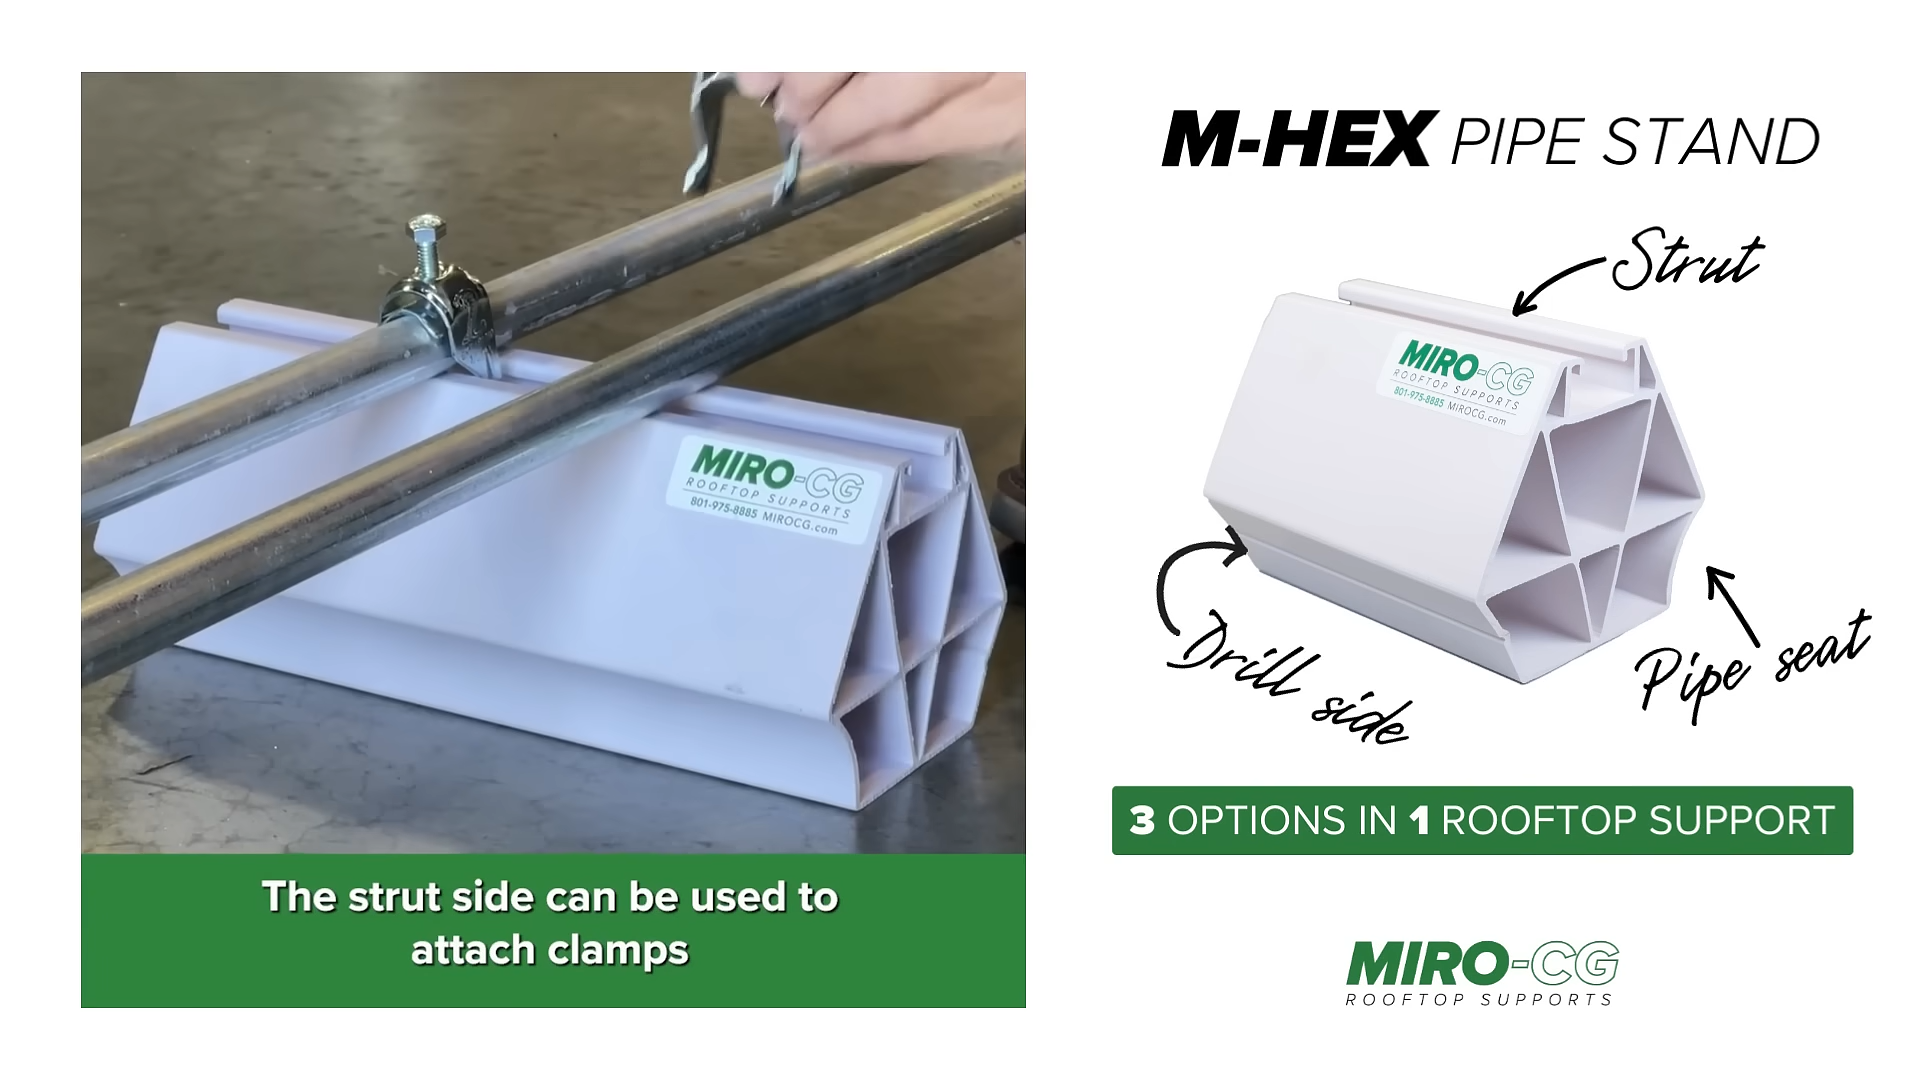 MIRO-CG
ROOFTOP SUPPORTS
801-975-8885 MIROCG.com
The strut side can be used to
attach clamps
M-HEX PIPE STAND
Strut
MIRO-CG
ROOFTOP SUPPORTS
801-975-8885 MIROCG.com
Drill side
Pipe seat
3 OPTIONS IN 1 ROOFTOP SUPPORT
MIRO-CG
ROOFTOP SUPPORTS